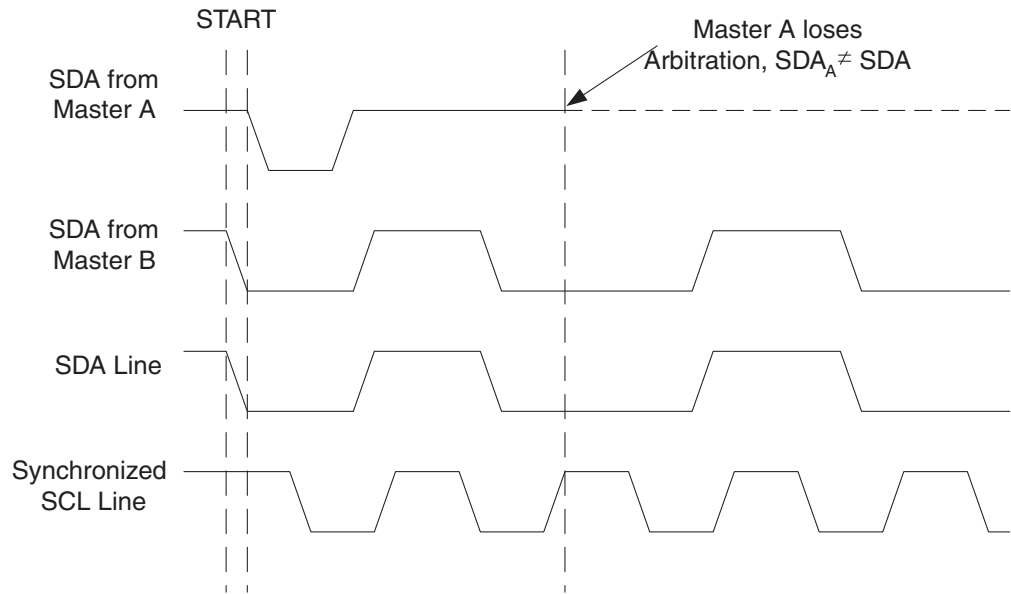 START
Master A loses
Arbitration, SDA_A ≠ SDA
SDA from
Master A
SDA from
Master B
SDA Line
Synchronized
SCL Line